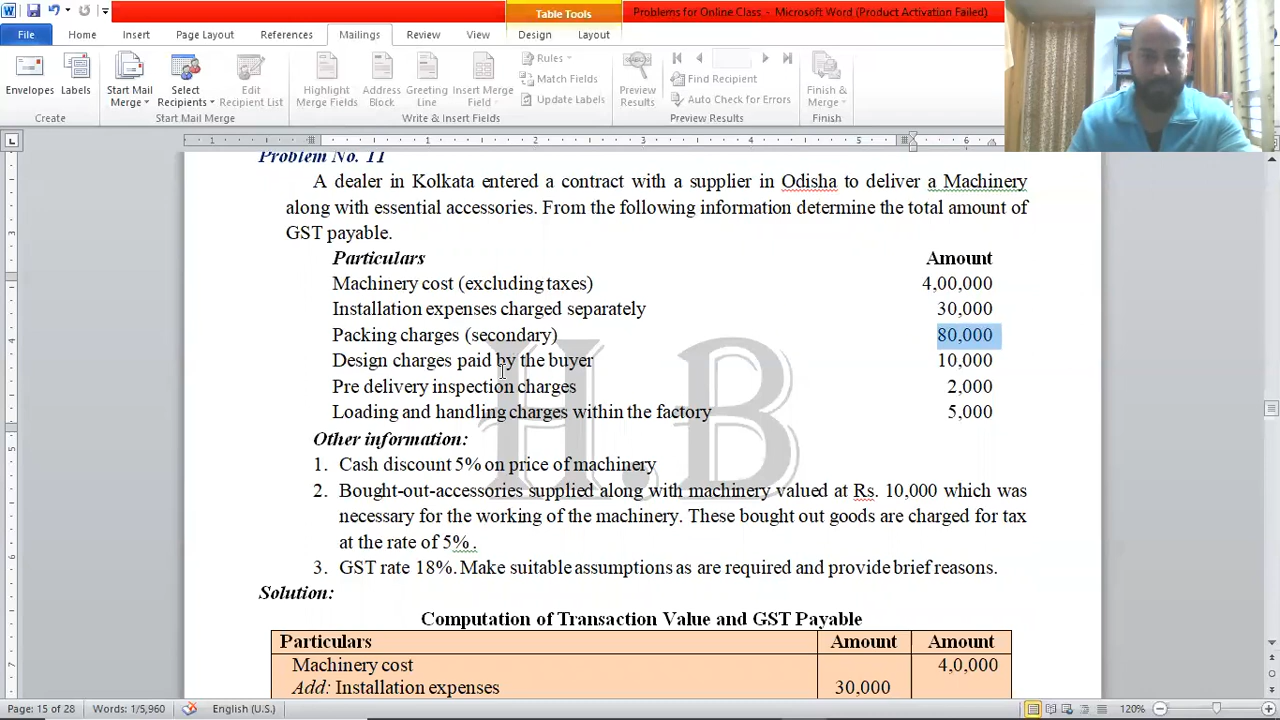 Table Tools
Problems for Online Class - Microsoft Word (Product Activation Failed)
File Home Insert Page Layout References Mailings Review View Design Layout
Envelopes Labels
Create
Start Mail Merge Select Recipients Edit Recipient List
Start Mail Merge
Highlight Merge Fields Address Block Greeting Line Insert Merge Field
Rules
Match Fields
Update Labels
Write & Insert Fields
Preview Results
Find Recipient
Auto Check for Errors
Preview Results
Finish & Merge
Finish
Problem No. 11
A dealer in Kolkata entered a contract with a supplier in Odisha to deliver a Machinery
along with essential accessories. From the following information determine the total amount of
GST payable.
Particulars Amount
Machinery cost (excluding taxes) 4,00,000
Installation expenses charged separately 30,000
Packing charges (secondary) 80,000
Design charges paid by the buyer 10,000
Pre delivery inspection charges 2,000
Loading and handling charges within the factory 5,000
Other information:
1. Cash discount 5% on price of machinery
2. Bought-out-accessories supplied along with machinery valued at Rs. 10,000 which was
necessary for the working of the machinery. These bought out goods are charged for tax
at the rate of 5% .
3. GST rate 18%. Make suitable assumptions as are required and provide brief reasons.
Solution:
Computation of Transaction Value and GST Payable
Particulars Amount Amount
Machinery cost 4,0,000
Add: Installation expenses 30,000
H.B
Page: 15 of 28 Words: 1/5,960 English (U.S.) 120%